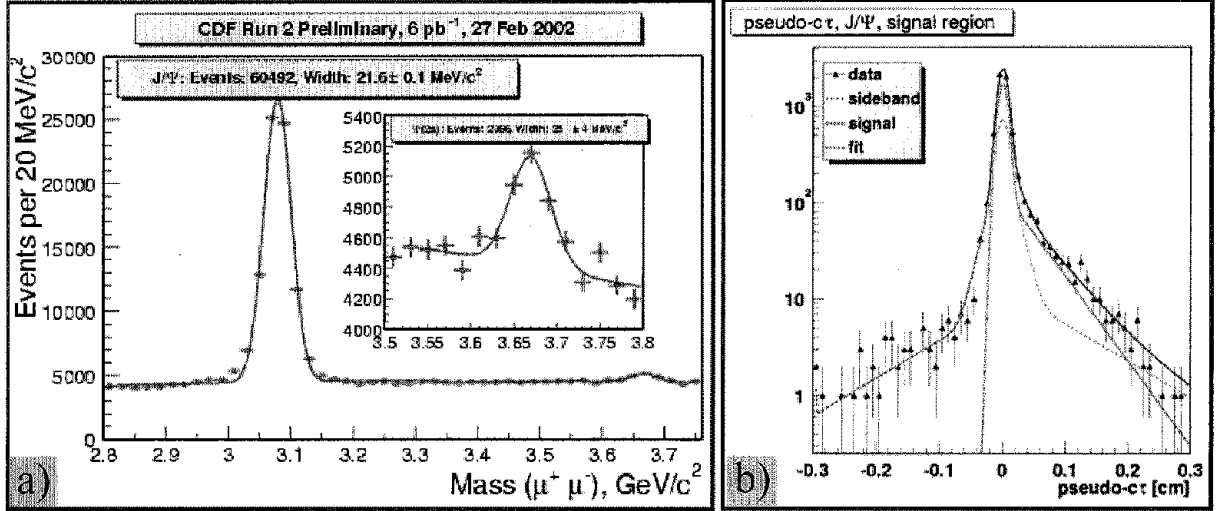 CDF Run 2 Preliminary, 6 pb⁻¹, 27 Feb 2002
J/Ψ: Events: 60492, Width: 21.6± 0.1 MeV/c²
Events per 20 MeV/c²
30000
25000
20000
15000
10000
5000
0
2.8 2.9 3 3.1 3.2 3.3 3.4 3.5 3.6 3.7
Mass (μ⁺ μ⁻), GeV/c²
Events: Width: MeV/c²
5400
5200
5000
4800
4600
4400
4200
4000
3.5 3.55 3.6 3.65 3.7 3.75 3.8
a)
pseudo-cτ, J/Ψ, signal region
data
sideband
signal
fit
10³
10²
10
1
-0.3 -0.2 -0.1 0 0.1 0.2 0.3
pseudo-cτ [cm]
b)